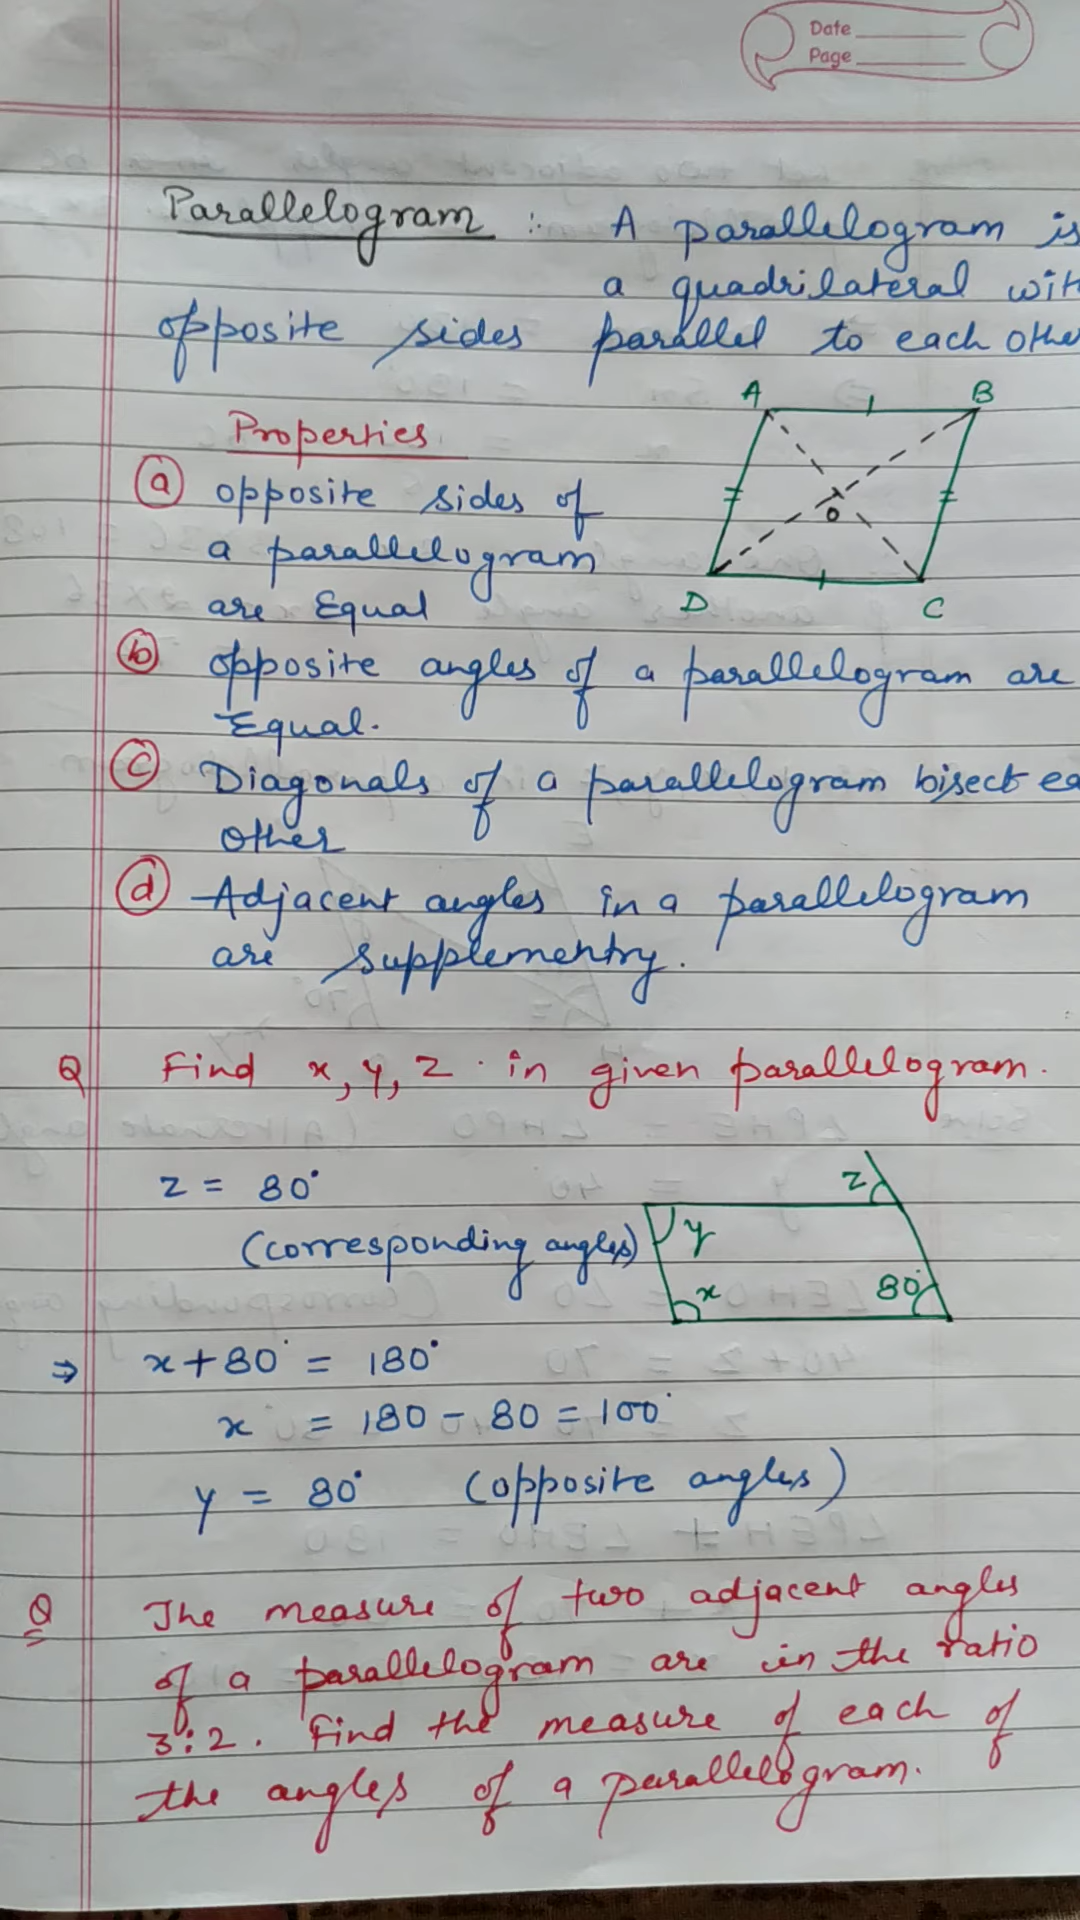 Date
Page
Parallelogram :- A parallelogram is
a quadrilateral with
opposite sides parallel to each other
A B
Properties
(a) opposite sides of
a parallelogram
are Equal
O
D C
(b) opposite angles of a parallelogram are
Equal.
(c) Diagonals of a parallelogram bisect ea
other
(d) Adjacent angles in a parallelogram
are supplementry.
Q Find x, y, z in given parallelogram.
z = 80°
z
(corresponding angles)
y
x 80°
⇒ x + 80° = 180°
x = 180 - 80 = 100°
y = 80° (opposite angles)
Q The measure of two adjacent angles
of a parallelogram are in the ratio
3:2. Find the measure of each of
the angles of a parallelogram.